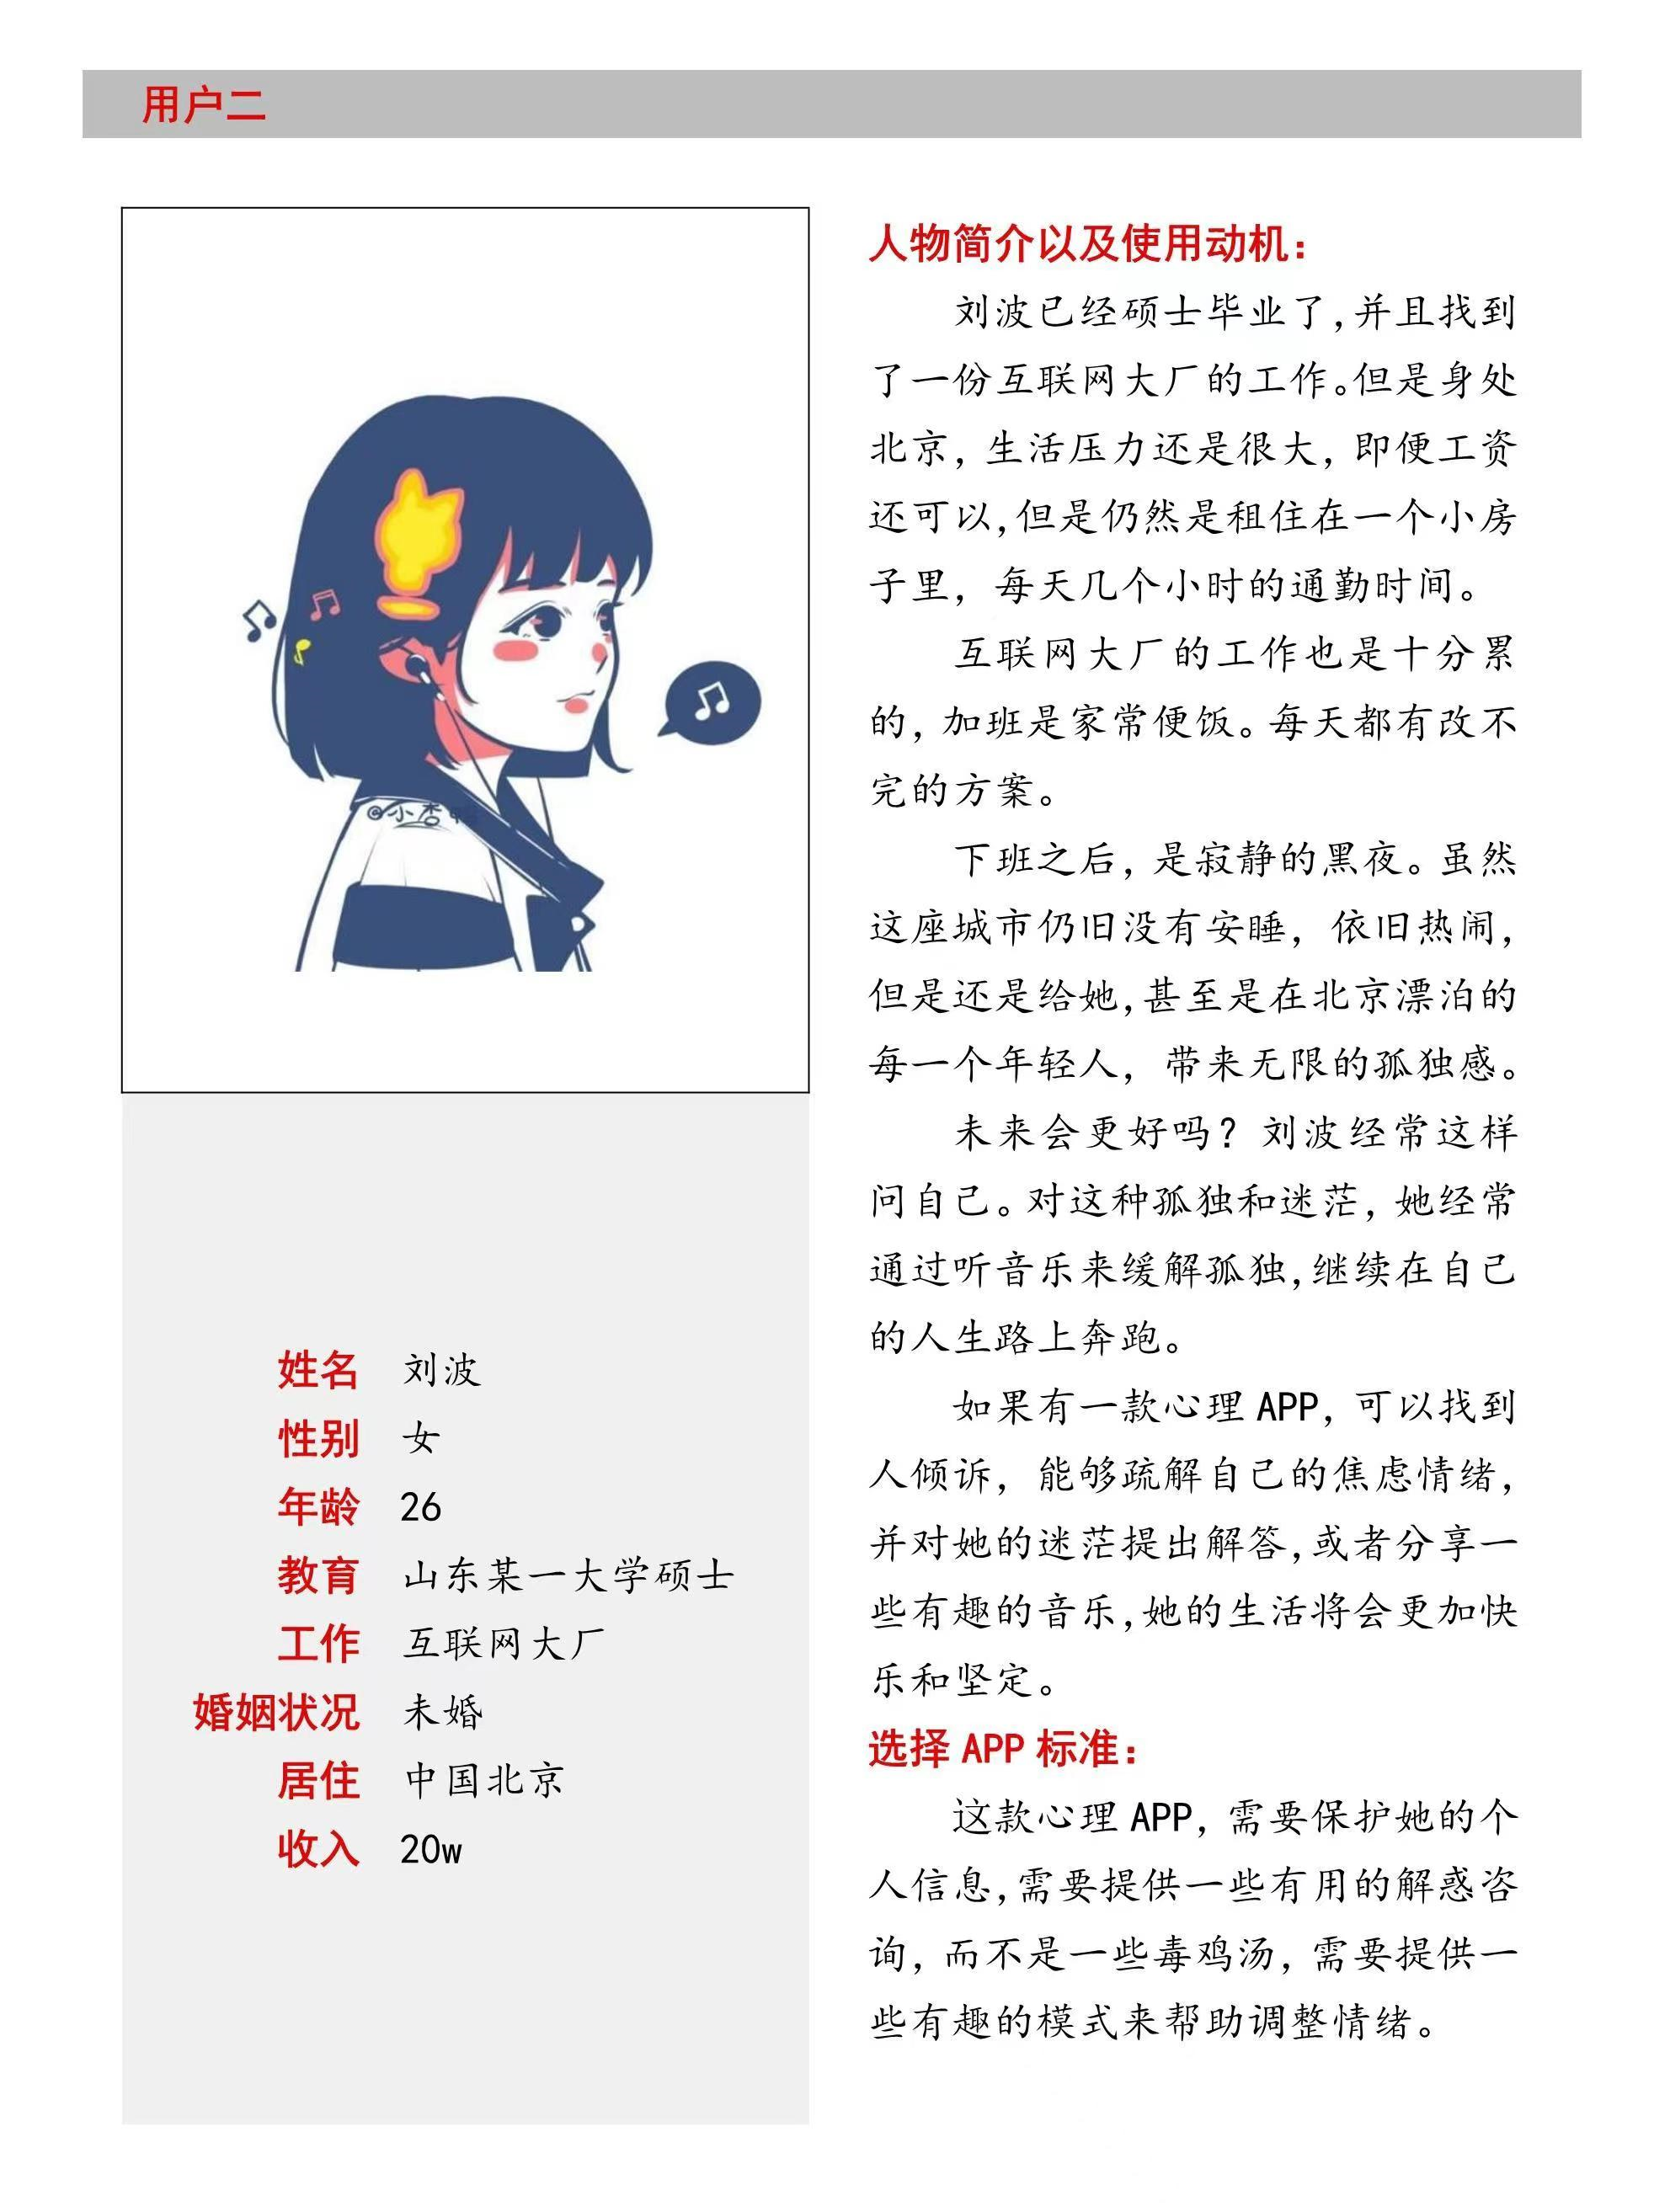 用户二
@小杏
姓名 刘波
性别 女
年龄 26
教育 山东某一大学硕士
工作 互联网大厂
婚姻状况 未婚
居住 中国北京
收入 20w
人物简介以及使用动机：
刘波已经硕士毕业了，并且找到
了一份互联网大厂的工作。但是身处
北京，生活压力还是很大，即便工资
还可以，但是仍然是租住在一个小房
子里，每天几个小时的通勤时间。
互联网大厂的工作也是十分累
的，加班是家常便饭。每天都有改不
完的方案。
下班之后，是寂静的黑夜。虽然
这座城市仍旧没有安睡，依旧热闹，
但是还是给她，甚至是在北京漂泊的
每一个年轻人，带来无限的孤独感。
未来会更好吗？刘波经常这样
问自己。对这种孤独和迷茫，她经常
通过听音乐来缓解孤独，继续在自己
的人生路上奔跑。
如果有一款心理 APP，可以找到
人倾诉，能够疏解自己的焦虑情绪，
并对她的迷茫提出解答，或者分享一
些有趣的音乐，她的生活将会更加快
乐和坚定。
选择 APP 标准：
这款心理 APP，需要保护她的个
人信息，需要提供一些有用的解惑咨
询，而不是一些毒鸡汤，需要提供一
些有趣的模式来帮助调整情绪。